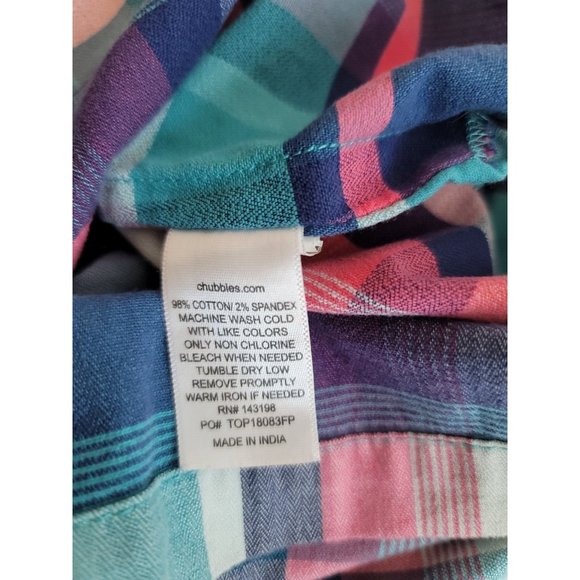 chubbies.com
98% COTTON/ 2% SPANDEX
MACHINE WASH COLD
WITH LIKE COLORS
ONLY NON CHLORINE
BLEACH WHEN NEEDED
TUMBLE DRY LOW
REMOVE PROMPTLY
WARM IRON IF NEEDED
RN# 143198
PO# TOP18083FP
MADE IN INDIA